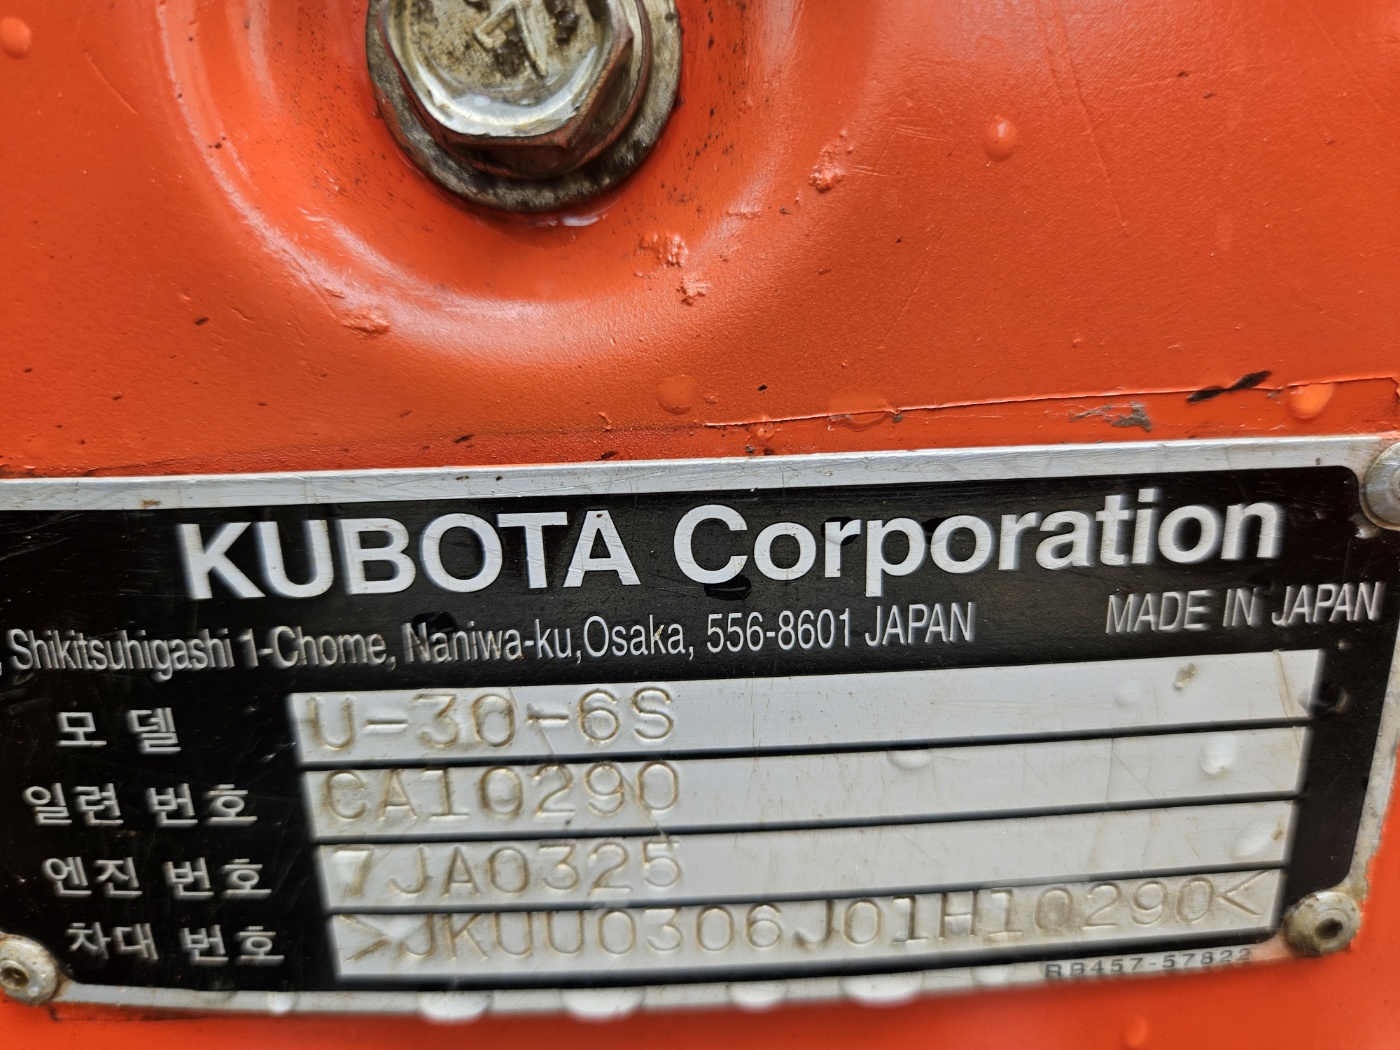 KUBOTA Corporation
, Shikitsuhigashi 1-Chome, Naniwa-ku,Osaka, 556-8601 JAPAN MADE IN JAPAN
모 델 U-30-6S
일련 번호 CA10290
엔진 번호 7JA0325
차대 번호 >JKUU0306J01H10290<
RB457-57822